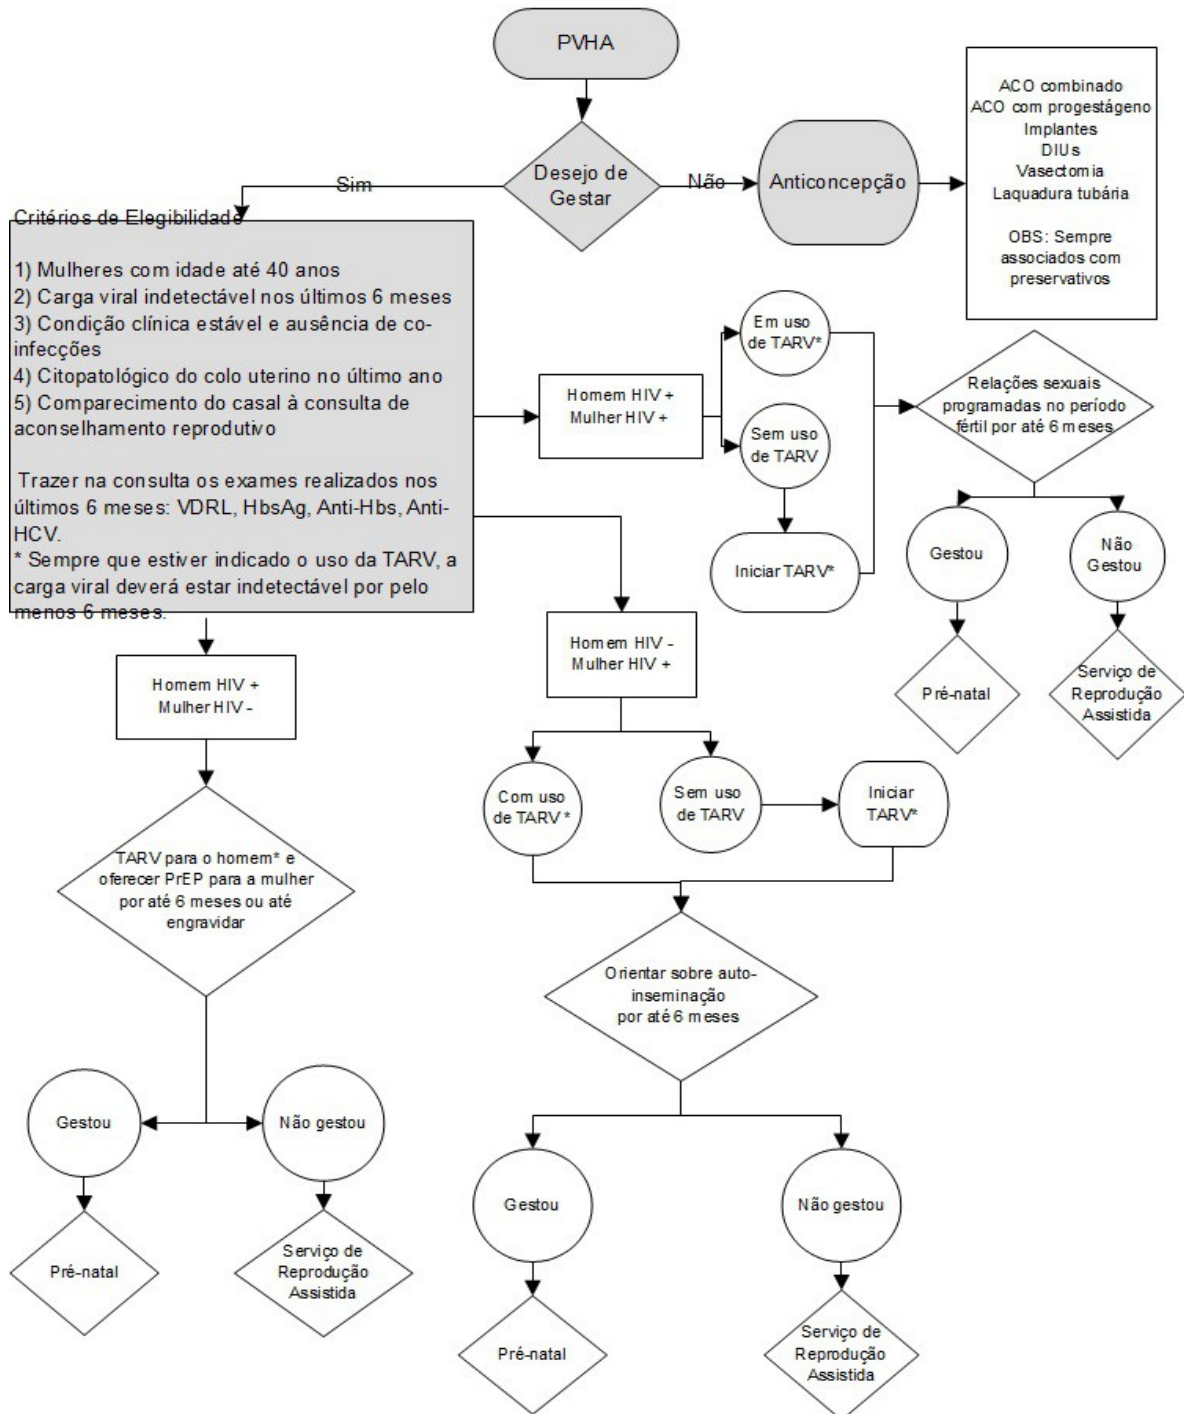 PVHA
Desejo de
Gestar
Sim
Não
Anticoncepção
ACO combinado
ACO com progestágeno
Implantes
DIUs
Vasectomia
Laquadura tubária
OBS: Sempre
associados com
preservativos
Critérios de Elegibilidade
1) Mulheres com idade até 40 anos
2) Carga viral indetectável nos últimos 6 meses
3) Condição clínica estável e ausência de co-
infecções
4) Citopatológico do colo uterino no último ano
5) Comparecimento do casal à consulta de
aconselhamento reprodutivo
Trazer na consulta os exames realizados nos
últimos 6 meses: VDRL, HbsAg, Anti-Hbs, Anti-
HCV.
* Sempre que estiver indicado o uso da TARV, a
carga viral deverá estar indetectável por pelo
menos 6 meses.
Homem HIV +
Mulher HIV +
Em uso
de TARV*
Sem uso
de TARV
Iniciar TARV*
Relações sexuais
programadas no período
fértil por até 6 meses
Gestou
Não
Gestou
Pré-natal
Serviço de
Reprodução
Assistida
Homem HIV -
Mulher HIV +
Com uso
de TARV *
Sem uso
de TARV
Iniciar
TARV*
Orientar sobre auto-
inseminação
por até 6 meses
Gestou
Não gestou
Pré-natal
Serviço de
Reprodução
Assistida
Homem HIV +
Mulher HIV -
TARV para o homem* e
oferecer PrEP para a mulher
por até 6 meses ou até
engravidar
Gestou
Não gestou
Pré-natal
Serviço de
Reprodução
Assistida